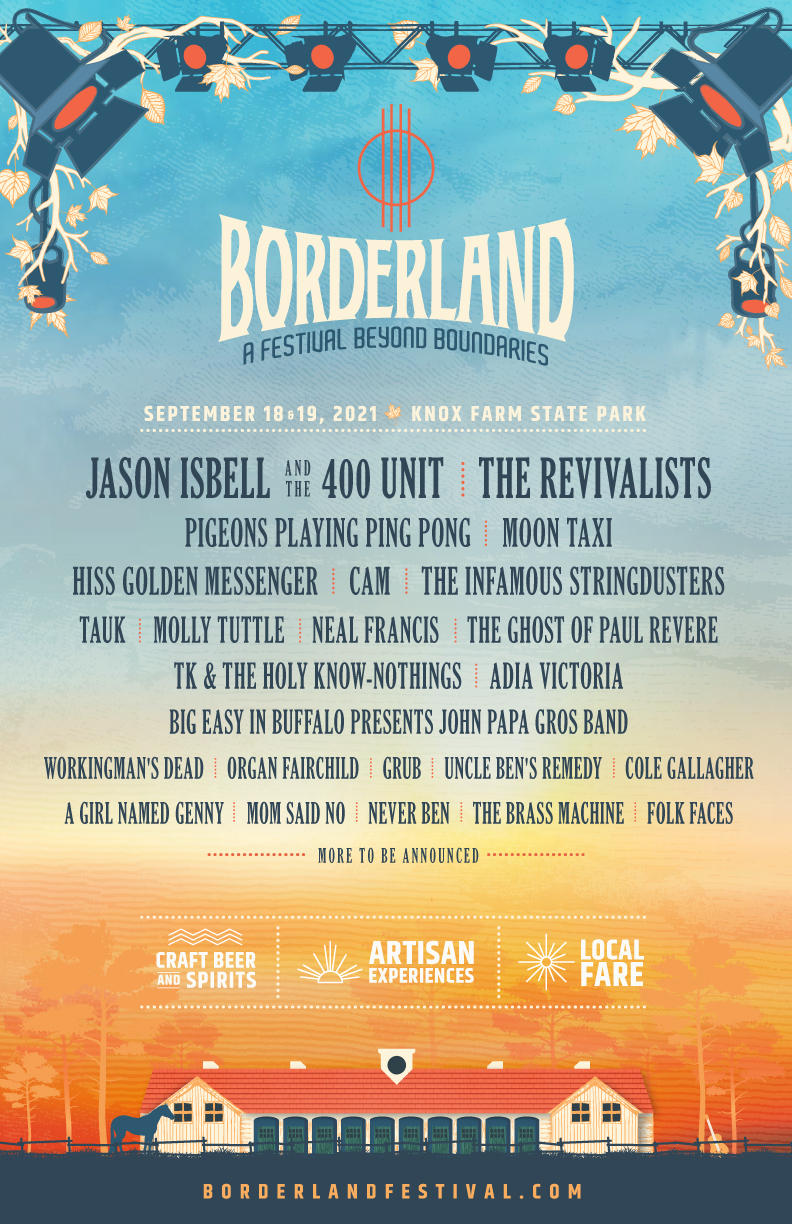 BORDERLAND
A FESTIVAL BEYOND BOUNDARIES
SEPTEMBER 18&19, 2021 KNOX FARM STATE PARK
JASON ISBELL AND THE 400 UNIT THE REVIVALISTS
PIGEONS PLAYING PING PONG MOON TAXI
HISS GOLDEN MESSENGER CAM THE INFAMOUS STRINGDUSTERS
TAUK MOLLY TUTTLE NEAL FRANCIS THE GHOST OF PAUL REVERE
TK & THE HOLY KNOW-NOTHINGS ADIA VICTORIA
BIG EASY IN BUFFALO PRESENTS JOHN PAPA GROS BAND
WORKINGMAN'S DEAD ORGAN FAIRCHILD GRUB UNCLE BEN'S REMEDY COLE GALLAGHER
A GIRL NAMED GENNY MOM SAID NO NEVER BEN THE BRASS MACHINE FOLK FACES
MORE TO BE ANNOUNCED
CRAFT BEER
AND SPIRITS
ARTISAN
EXPERIENCES
LOCAL
FARE
BORDERLANDFESTIVAL.COM